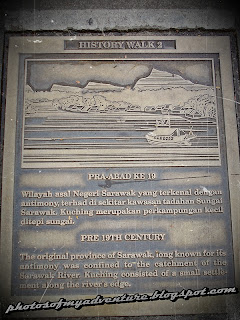 HISTORY WALK 2
PRA-ABAD KE 19
Wilayah asal Negeri Sarawak yang terkenal dengan
antimony, terhad di sekitar kawasan tadahan Sungai
Sarawak. Kuching merupakan perkampungan kecil
ditepi sungai.
PRE 19TH CENTURY
The original province of Sarawak, long known for its
antimony was confined to the catchment of the
Sarawak River. Kuching consisted of a small settle-
ment along the river's edge.
photosofmyadventure.blogspot.com